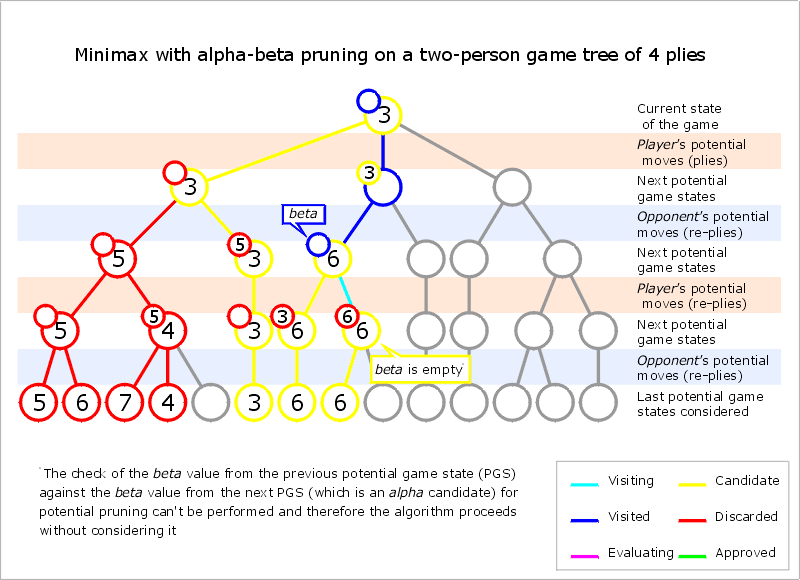 Minimax with alpha-beta pruning on a two-person game tree of 4 plies
3
Current state
of the game
Player's potential
moves (plies)
3
3
Next potential
game states
beta
Opponent's potential
moves (re-plies)
5
5
3
6
Next potential
game states
Player's potential
moves (re-plies)
5
5
4
3
3
6
6
6
Next potential
game states
beta is empty*
Opponent's potential
moves (re-plies)
5
6
7
4
3
6
6
Last potential game
states considered
*The check of the beta value from the previous potential game state (PGS)
against the beta value from the next PGS (which is an alpha candidate) for
potential pruning can't be performed and therefore the algorithm proceeds
without considering it
Visiting
Candidate
Visited
Discarded
Evaluating
Approved